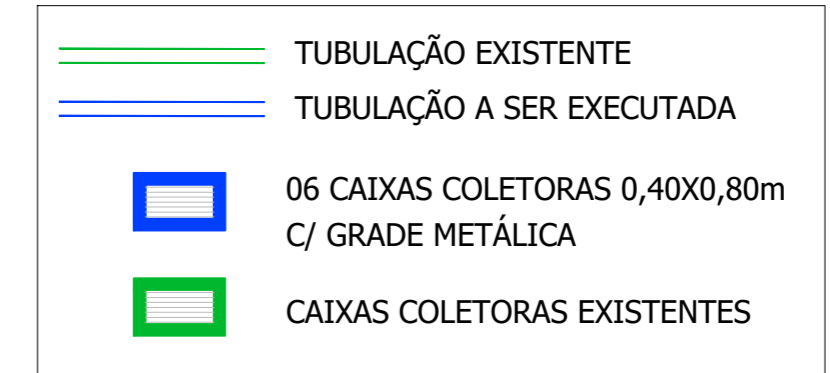 TUBULAÇÃO EXISTENTE
TUBULAÇÃO A SER EXECUTADA
06 CAIXAS COLETORAS 0,40X0,80m
C/ GRADE METÁLICA
CAIXAS COLETORAS EXISTENTES